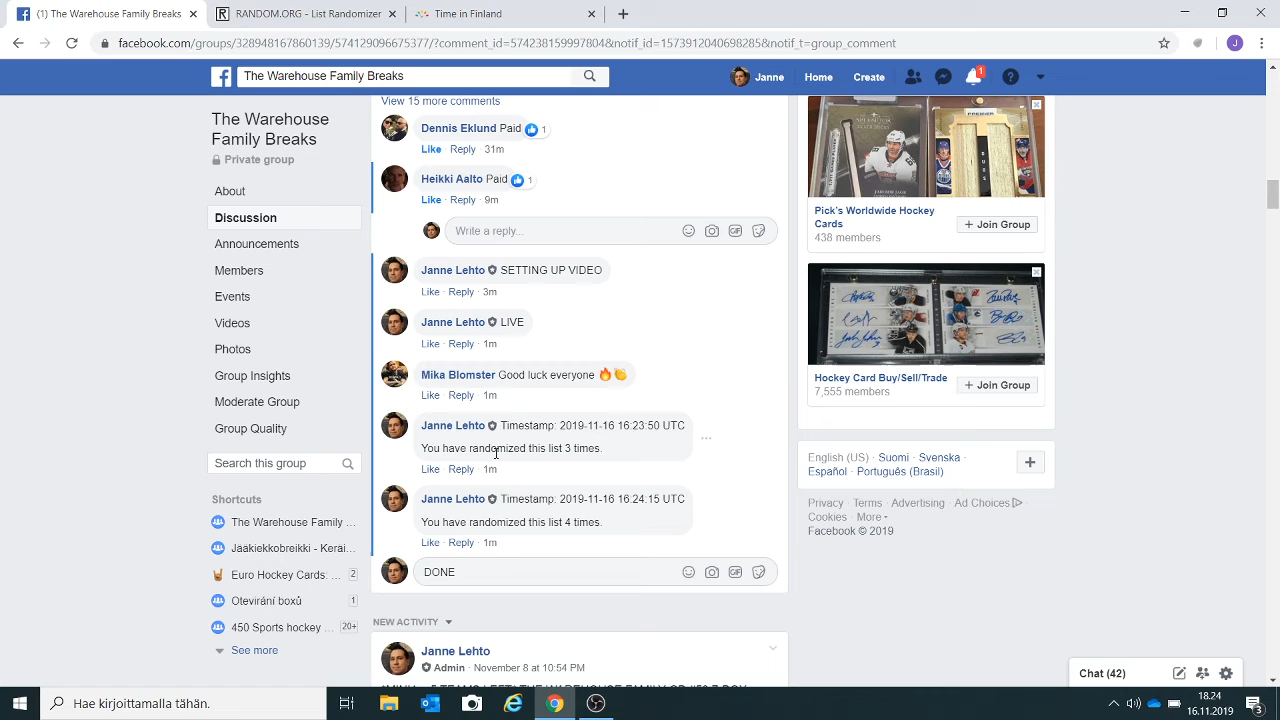 (1) The Warehouse Family Breaks
RANDOM.ORG - List Randomizer
Time in Finland
facebook.com/groups/328948167860139/574129096675377/?comment_id=574238159997804&notif_id=1573912040698285&notif_t=group_comment
The Warehouse Family Breaks
Janne
Home
Create
1
The Warehouse
Family Breaks
Private group
About
Discussion
Announcements
Members
Events
Videos
Photos
Group Insights
Moderate Group
Group Quality
Search this group
Shortcuts
The Warehouse Family ...
Jääkiekkobreikki - Keräi...
Euro Hockey Cards: ... 2
Otevirání boxů 1
450 Sports hockey ... 20+
See more
View 15 more comments
Dennis Eklund Paid 1
Like · Reply · 31m
Heikki Aalto Paid 1
Like · Reply · 9m
Write a reply...
Janne Lehto SETTING UP VIDEO
Like · Reply · 3m
Janne Lehto LIVE
Like · Reply · 1m
Mika Blomster Good luck everyone 🔥👏
Like · Reply · 1m
Janne Lehto Timestamp: 2019-11-16 16:23:50 UTC
You have randomized this list 3 times.
Like · Reply · 1m
Janne Lehto Timestamp: 2019-11-16 16:24:15 UTC
You have randomized this list 4 times.
Like · Reply · 1m
DONE
NEW ACTIVITY
Janne Lehto
Admin · November 8 at 10:54 PM
Pick's Worldwide Hockey
Cards
438 members
+ Join Group
Hockey Card Buy/Sell/Trade
7,555 members
+ Join Group
English (US) · Suomi · Svenska ·
Español · Português (Brasil)
Privacy · Terms · Advertising · Ad Choices
Cookies · More
Facebook © 2019
Chat (42)
Hae kirjoittamalla tähän.
18.24
16.11.2019
3